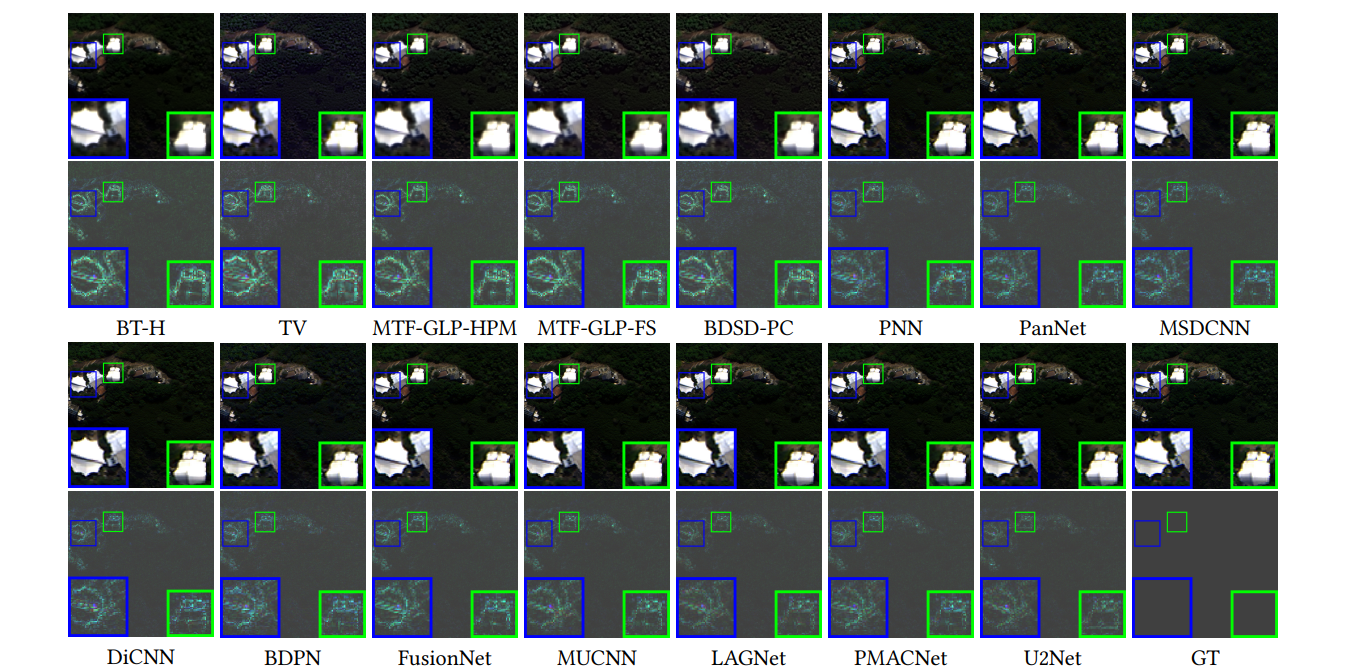 BT-H TV MTF-GLP-HPM MTF-GLP-FS BDSD-PC PNN PanNet MSDCNN
DiCNN BDPN FusionNet MUCNN LAGNet PMACNet U2Net GT